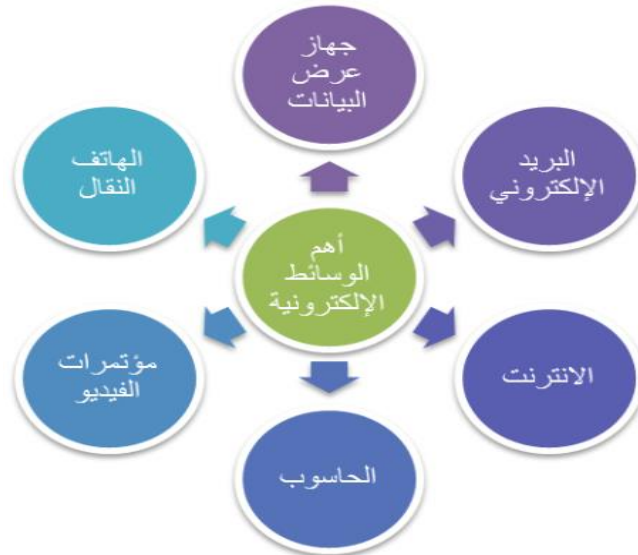 جهاز
عرض
البيانات
البريد
الإلكتروني
الهاتف
النقال
أهم
الوسائط
الإلكترونية
الانترنت
مؤتمرات
الفيديو
الحاسوب